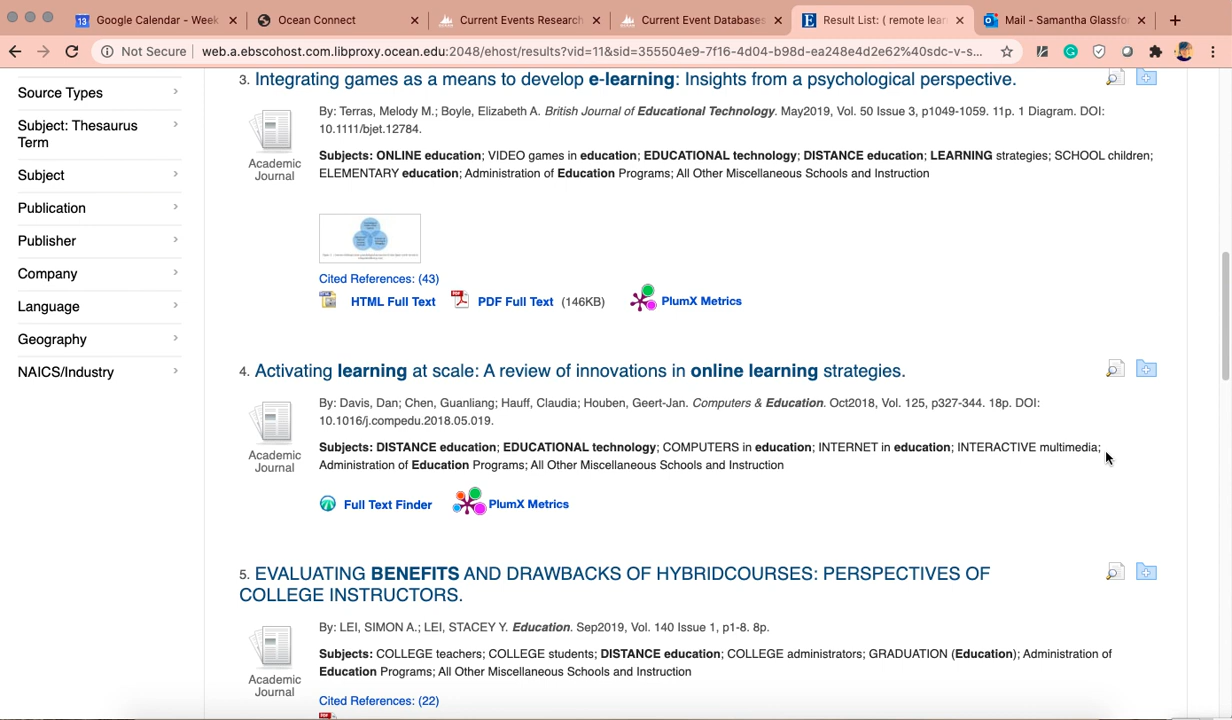 Google Calendar - Week
Ocean Connect
Current Events Research
Current Event Databases
Result List: ( remote lear
Mail - Samantha Glassfor
Not Secure
web.a.ebscohost.com.libproxy.ocean.edu:2048/ehost/results?vid=11&sid=355504e9-7f16-4d04-b98d-ea248e4d2e62%40sdc-v-s...
Source Types
Subject: Thesaurus
Term
Subject
Publication
Publisher
Company
Language
Geography
NAICS/Industry
3. Integrating games as a means to develop e-learning: Insights from a psychological perspective.
By: Terras, Melody M.; Boyle, Elizabeth A. British Journal of Educational Technology. May2019, Vol. 50 Issue 3, p1049-1059. 11p. 1 Diagram. DOI:
10.1111/bjet.12784.
Academic
Journal
Subjects: ONLINE education; VIDEO games in education; EDUCATIONAL technology; DISTANCE education; LEARNING strategies; SCHOOL children;
ELEMENTARY education; Administration of Education Programs; All Other Miscellaneous Schools and Instruction
Cited References: (43)
HTML Full Text PDF Full Text (146KB) PlumX Metrics
4. Activating learning at scale: A review of innovations in online learning strategies.
By: Davis, Dan; Chen, Guanliang; Hauff, Claudia; Houben, Geert-Jan. Computers & Education. Oct2018, Vol. 125, p327-344. 18p. DOI:
10.1016/j.compedu.2018.05.019.
Academic
Journal
Subjects: DISTANCE education; EDUCATIONAL technology; COMPUTERS in education; INTERNET in education; INTERACTIVE multimedia;
Administration of Education Programs; All Other Miscellaneous Schools and Instruction
Full Text Finder PlumX Metrics
5. EVALUATING BENEFITS AND DRAWBACKS OF HYBRIDCOURSES: PERSPECTIVES OF
COLLEGE INSTRUCTORS.
By: LEI, SIMON A.; LEI, STACEY Y. Education. Sep2019, Vol. 140 Issue 1, p1-8. 8p.
Academic
Journal
Subjects: COLLEGE teachers; COLLEGE students; DISTANCE education; COLLEGE administrators; GRADUATION (Education); Administration of
Education Programs; All Other Miscellaneous Schools and Instruction
Cited References: (22)